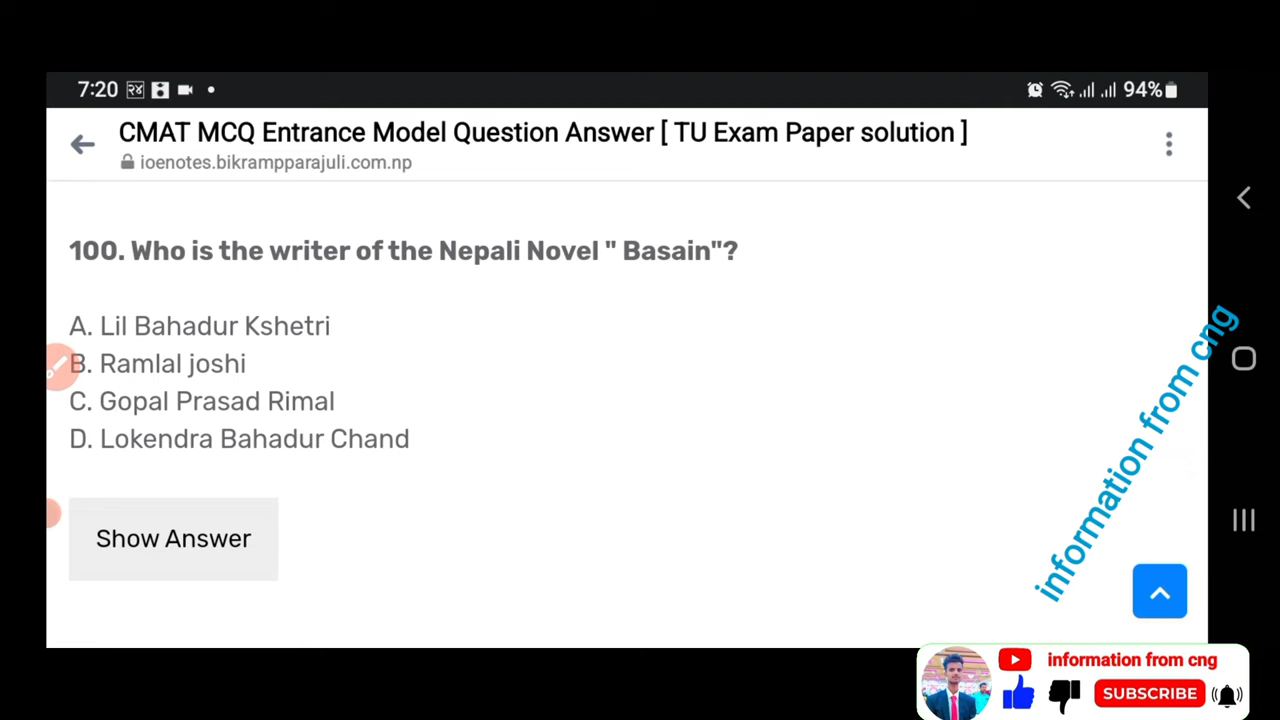 7:20 २४ 94%
CMAT MCQ Entrance Model Question Answer [ TU Exam Paper solution ]
ioenotes.bikrampparajuli.com.np
100. Who is the writer of the Nepali Novel " Basain"?
A. Lil Bahadur Kshetri
B. Ramlal joshi
C. Gopal Prasad Rimal
D. Lokendra Bahadur Chand
Show Answer
information from cng
information from cng
SUBSCRIBE